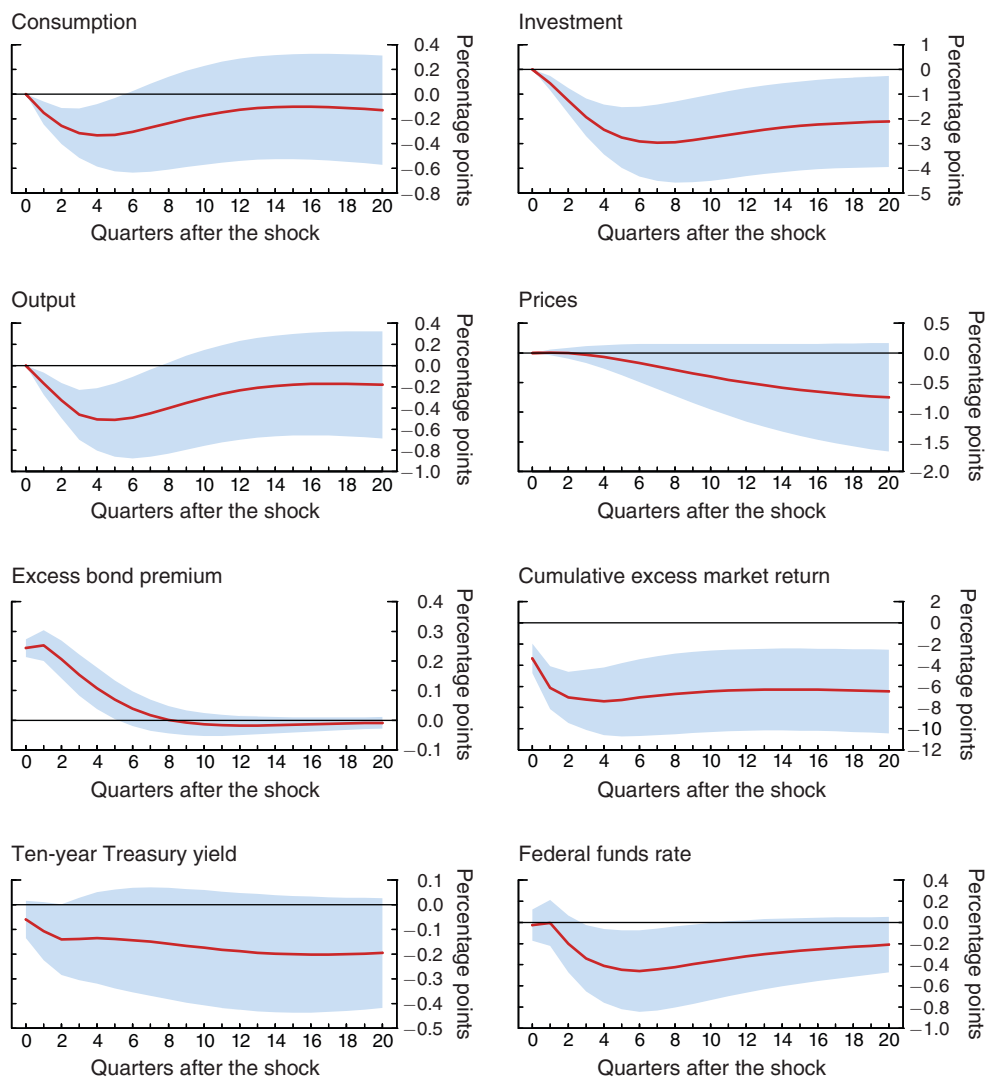 Consumption
0.4
0.2
0.0
−0.2
−0.4
−0.6
−0.8
Percentage points
0 2 4 6 8 10 12 14 16 18 20
Quarters after the shock
Investment
1
0
−1
−2
−3
−4
−5
Percentage points
0 2 4 6 8 10 12 14 16 18 20
Quarters after the shock
Output
0.4
0.2
0.0
−0.2
−0.4
−0.6
−0.8
−1.0
Percentage points
0 2 4 6 8 10 12 14 16 18 20
Quarters after the shock
Prices
0.5
0.0
−0.5
−1.0
−1.5
−2.0
Percentage points
0 2 4 6 8 10 12 14 16 18 20
Quarters after the shock
Excess bond premium
0.4
0.3
0.2
0.1
0.0
−0.1
Percentage points
0 2 4 6 8 10 12 14 16 18 20
Quarters after the shock
Cumulative excess market return
2
0
−2
−4
−6
−8
−10
−12
Percentage points
0 2 4 6 8 10 12 14 16 18 20
Quarters after the shock
Ten-year Treasury yield
0.1
0.0
−0.1
−0.2
−0.3
−0.4
−0.5
Percentage points
0 2 4 6 8 10 12 14 16 18 20
Quarters after the shock
Federal funds rate
0.4
0.2
0.0
−0.2
−0.4
−0.6
−0.8
−1.0
Percentage points
0 2 4 6 8 10 12 14 16 18 20
Quarters after the shock